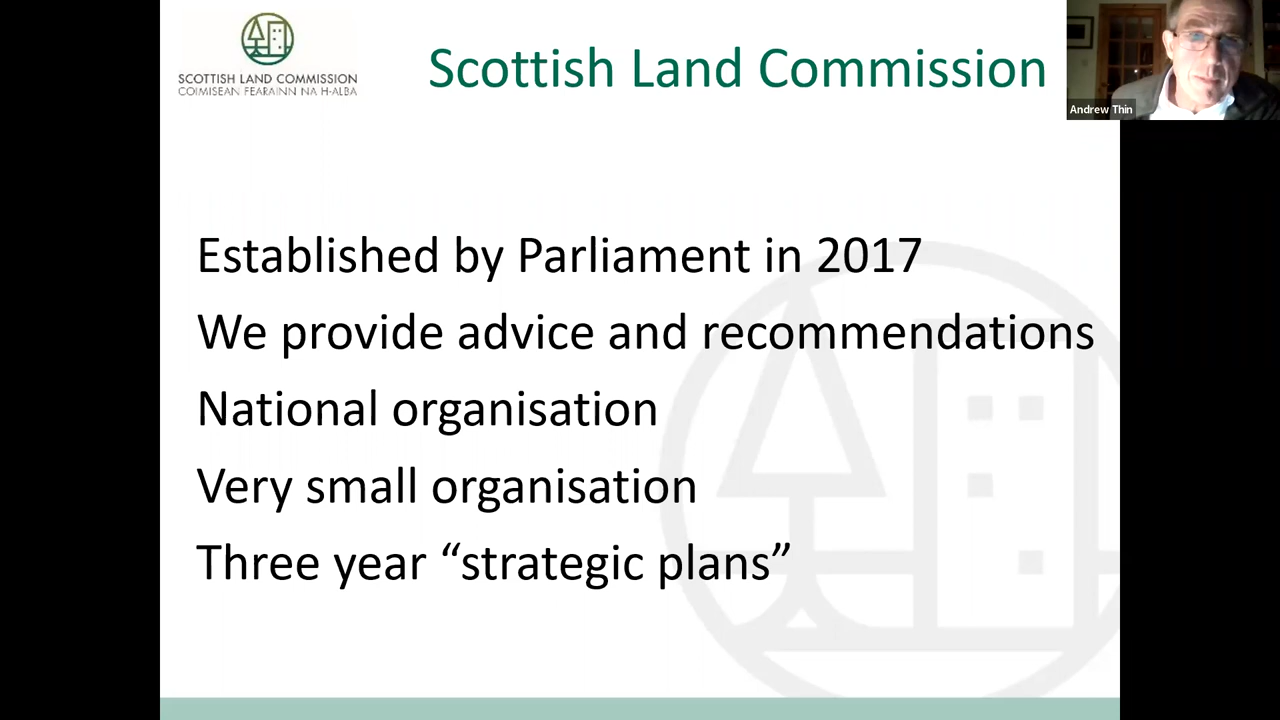 SCOTTISH LAND COMMISSION
COIMISEAN FEARAINN NA H-ALBA
Scottish Land Commission
Andrew Thin
Established by Parliament in 2017
We provide advice and recommendations
National organisation
Very small organisation
Three year “strategic plans”